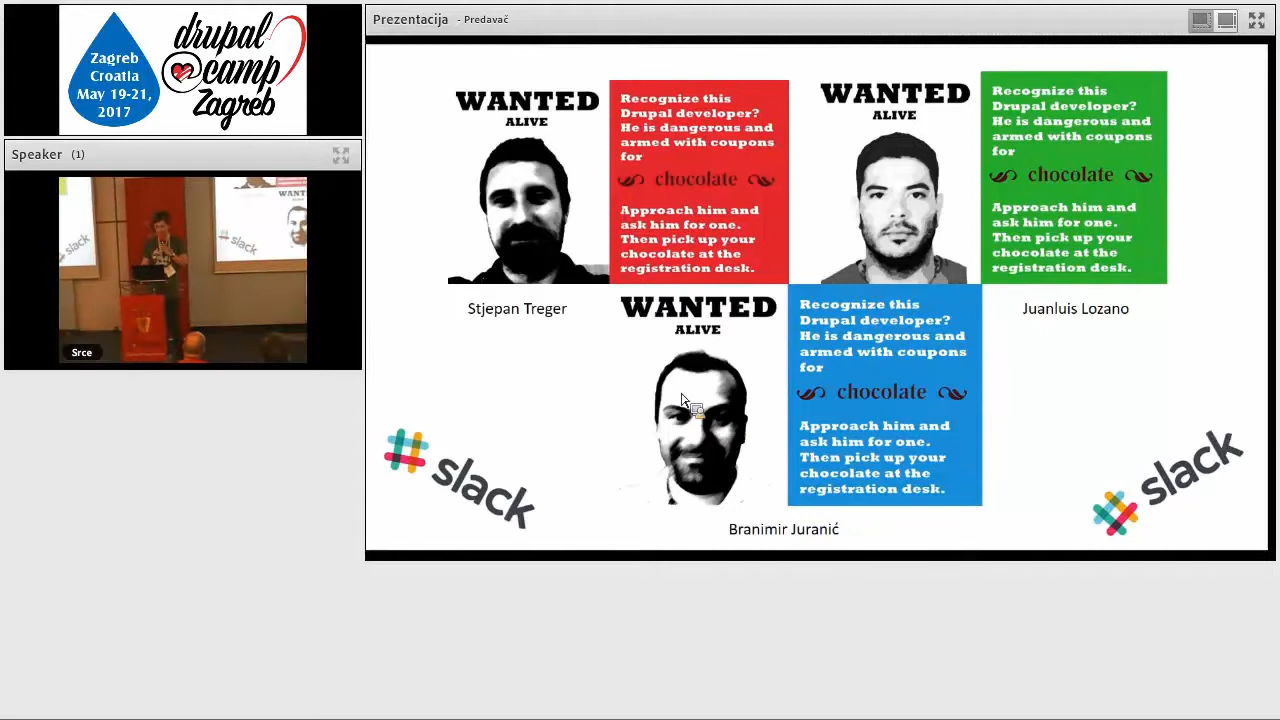 Zagreb
Croatia
May 19-21,
2017
drupal
camp
Zagreb
Speaker (1)
Srce
Prezentacija - Predavač
WANTED
ALIVE
Recognize this
Drupal developer?
He is dangerous and
armed with coupons
for
chocolate
Approach him and
ask him for one.
Then pick up your
chocolate at the
registration desk.
Stjepan Treger
WANTED
ALIVE
Recognize this
Drupal developer?
He is dangerous and
armed with coupons
for
chocolate
Approach him and
ask him for one.
Then pick up your
chocolate at the
registration desk.
Juanluis Lozano
WANTED
ALIVE
Recognize this
Drupal developer?
He is dangerous and
armed with coupons
for
chocolate
Approach him and
ask him for one.
Then pick up your
chocolate at the
registration desk.
Branimir Juranić
slack
slack
slack
slack